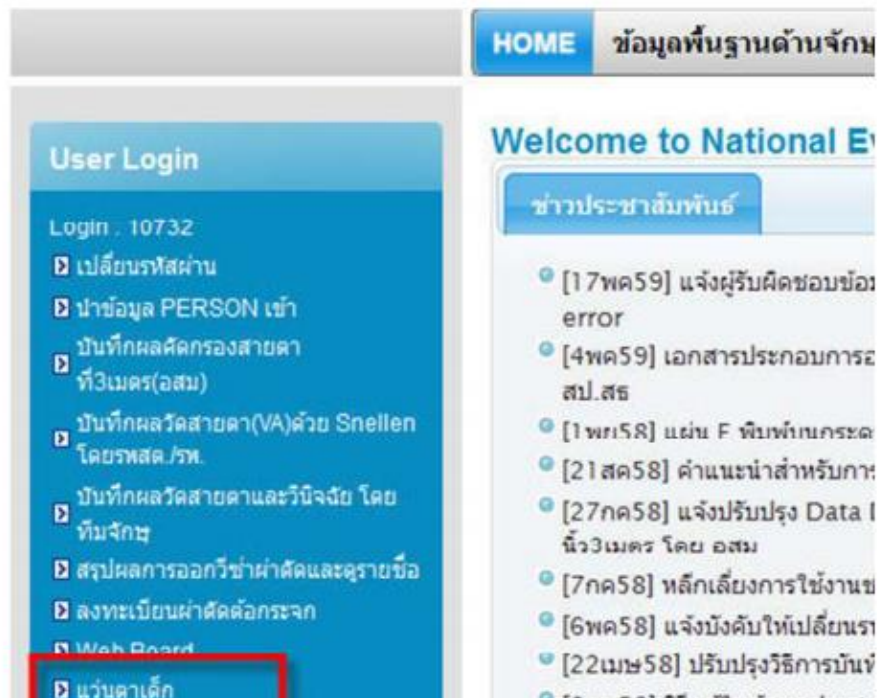 HOME ข้อมูลพื้นฐานด้านจักษุ
User Login
Login . 10732
เปลี่ยนรหัสผ่าน
นำข้อมูล PERSON เข้า
บันทึกผลคัดกรองสายตา
ที่3เมตร(อสม)
บันทึกผลวัดสายตา(VA)ด้วย Snellen
โดยรพสต./รพ.
บันทึกผลวัดสายตาและวินิจฉัย โดย
ทีมจักษุ
สรุปผลการออกวีซ่าผ่าตัดและดูรายชื่อ
ลงทะเบียนผ่าตัดต้อกระจก
Web Board
แว่นตาเด็ก
Welcome to National
ข่าวประชาสัมพันธ์
[17พค59] แจ้งผู้รับผิดชอบข้อ
error
[4พค59] เอกสารประกอบการ
สป.สธ
[1พย58] แผ่น E พิมพ์บนกระด
[21สค58] คำแนะนำสำหรับการ
[27กค58] แจ้งปรับปรุง Data
นิ้ว3เมตร โดย อสม
[7กค58] หลีกเลี่ยงการใช้งาน
[6พค58] แจ้งบังคับให้เปลี่ยนร
[22เมษ58] ปรับปรุงวิธีการบันท